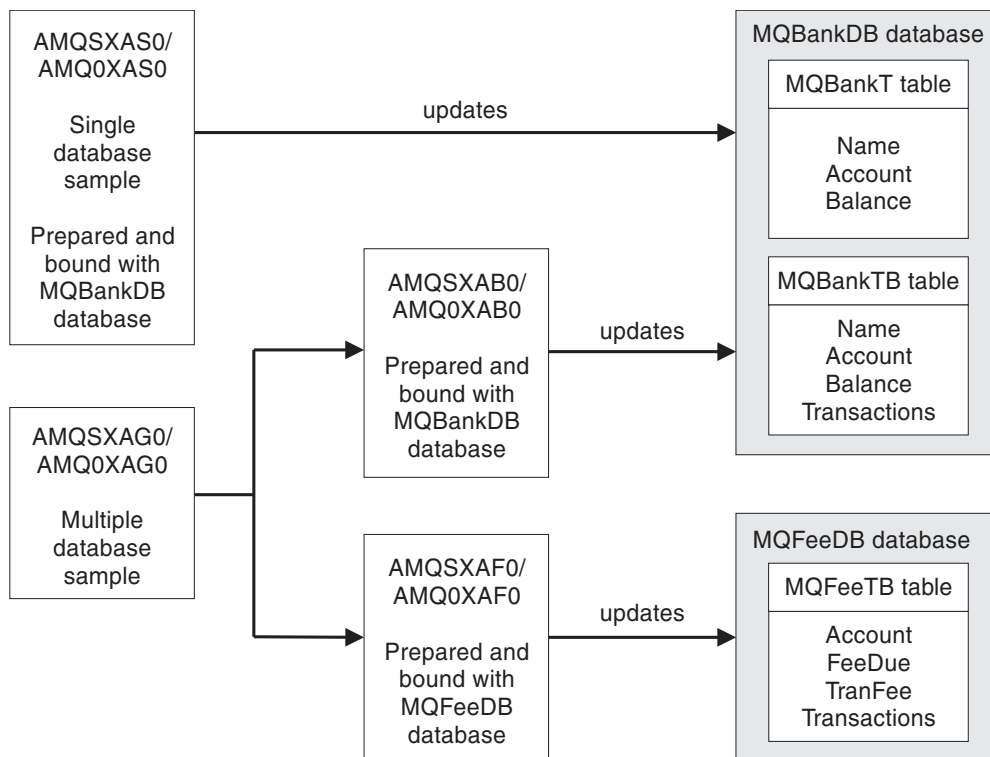 AMQSXAS0/
AMQ0XAS0
Single
database
sample
Prepared and
bound with
MQBankDB
database
updates
MQBankDB database
MQBankT table
Name
Account
Balance
MQBankTB table
Name
Account
Balance
Transactions
AMQSXAB0/
AMQ0XAB0
Prepared and
bound with
MQBankDB
database
updates
AMQSXAG0/
AMQ0XAG0
Multiple
database
sample
AMQSXAF0/
AMQ0XAF0
Prepared and
bound with
MQFeeDB
database
updates
MQFeeDB database
MQFeeTB table
Account
FeeDue
TranFee
Transactions